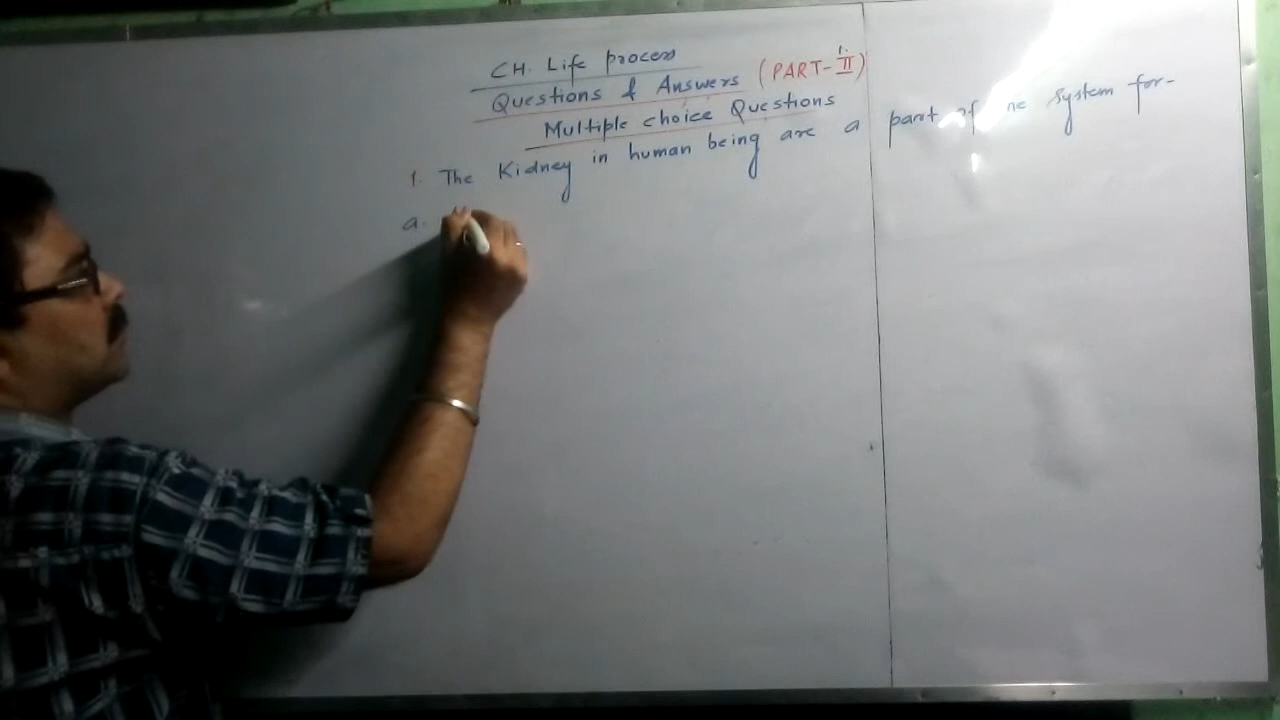 CH. Life process
Questions & Answers (PART-II)
Multiple choice Questions
1. The Kidney in human being are a part of system for-
a.